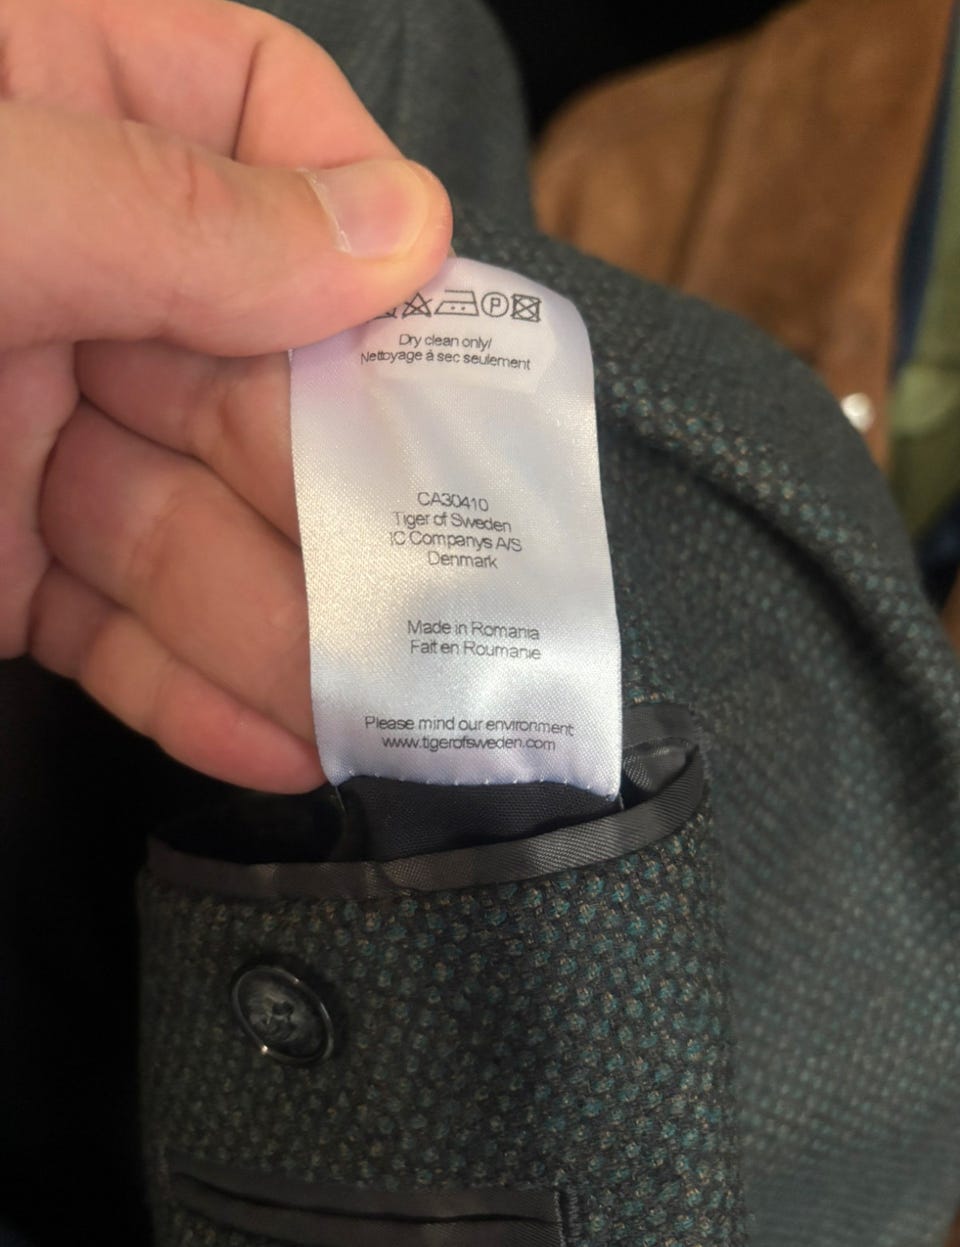 P
Dry clean only/
Nettoyage à sec seulement
CA30410
Tiger of Sweden
IC Companys A/S
Denmark
Made in Romania
Fait en Roumanie
Please mind our environment
www.tigerofsweden.com